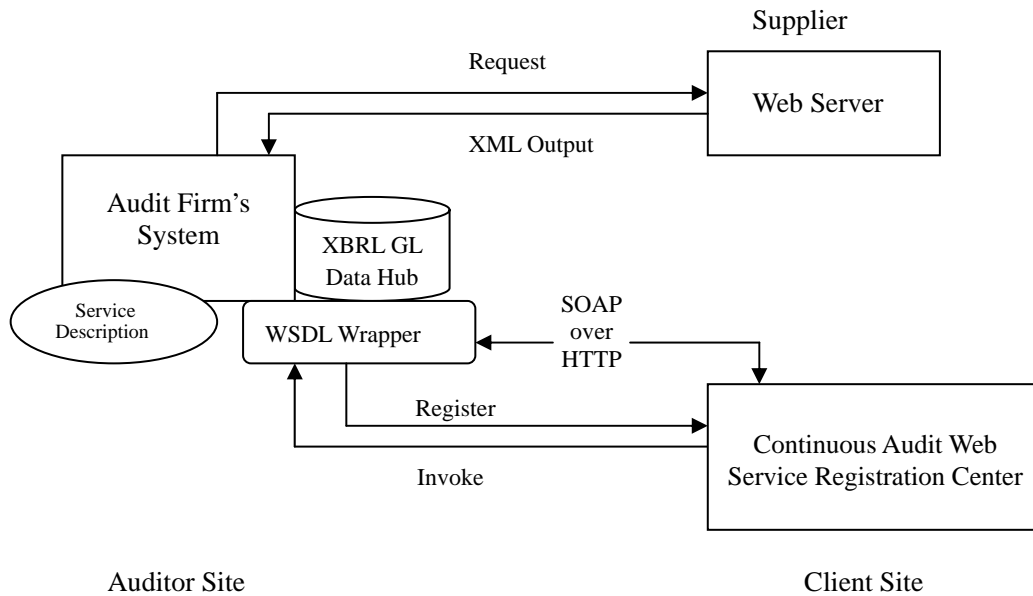 Supplier
Request
Web Server
XML Output
Audit Firm's
System
XBRL GL
Data Hub
Service
Description
WSDL Wrapper
SOAP
over
HTTP
Register
Continuous Audit Web
Service Registration Center
Invoke
Auditor Site
Client Site